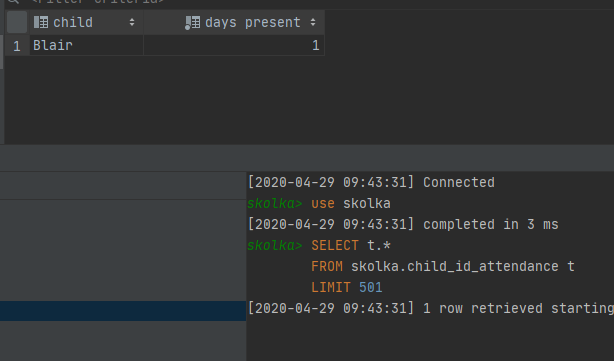 child days present
1 Blair 1
[2020-04-29 09:43:31] Connected
skolka> use skolka
[2020-04-29 09:43:31] completed in 3 ms
skolka> SELECT t.*
FROM skolka.child_id_attendance t
LIMIT 501
[2020-04-29 09:43:31] 1 row retrieved starting